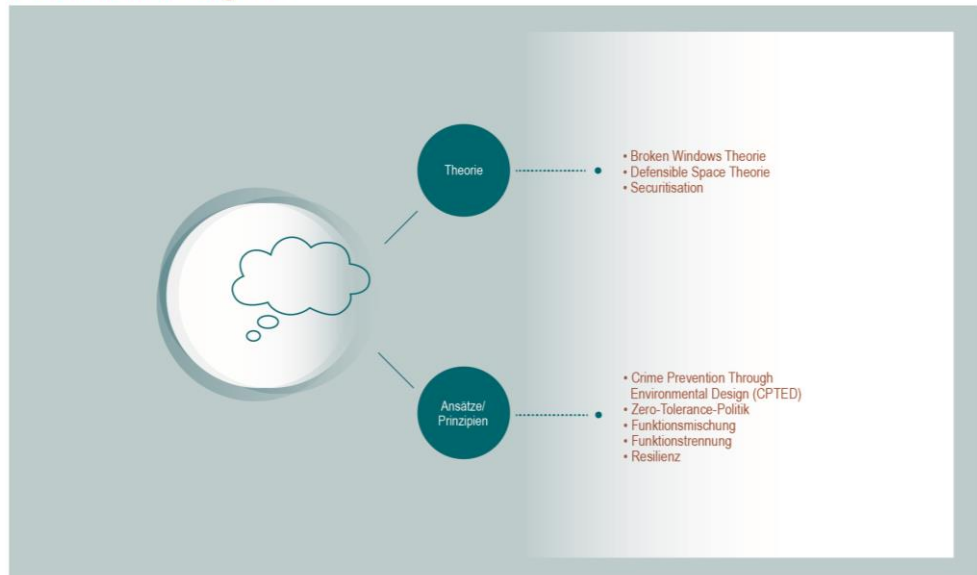 Theorie
• Broken Windows Theorie
• Defensible Space Theorie
• Securitisation
Ansätze/
Prinzipien
• Crime Prevention Through
Environmental Design (CPTED)
• Zero-Tolerance-Politik
• Funktionsmischung
• Funktionstrennung
• Resilienz